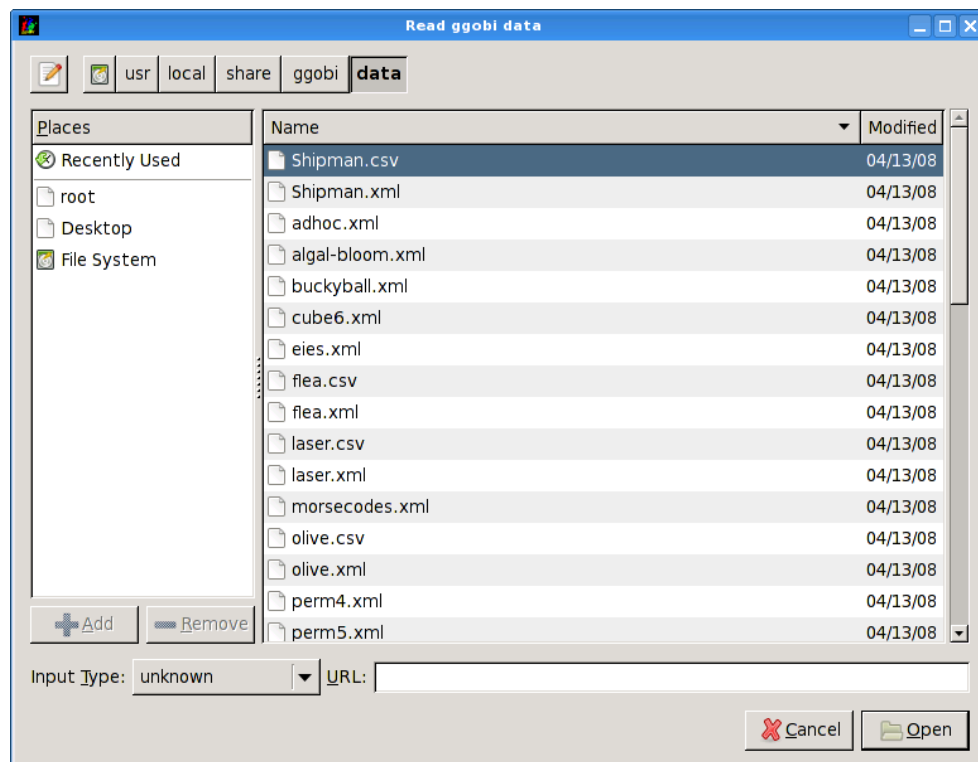 Read ggobi data
usr local share ggobi data
Places
Recently Used
root
Desktop
File System
Add Remove
Name Modified
Shipman.csv 04/13/08
Shipman.xml 04/13/08
adhoc.xml 04/13/08
algal-bloom.xml 04/13/08
buckyball.xml 04/13/08
cube6.xml 04/13/08
eies.xml 04/13/08
flea.csv 04/13/08
flea.xml 04/13/08
laser.csv 04/13/08
laser.xml 04/13/08
morsecodes.xml 04/13/08
olive.csv 04/13/08
olive.xml 04/13/08
perm4.xml 04/13/08
perm5.xml 04/13/08
Input Type: unknown URL:
Cancel Open